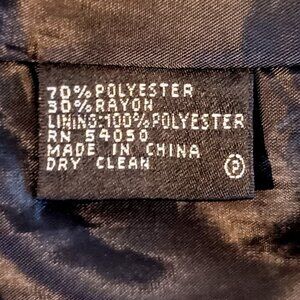 70% POLYESTER
30% RAYON
LINING:100% POLYESTER
RN 54050
MADE IN CHINA
DRY CLEAN Ⓟ